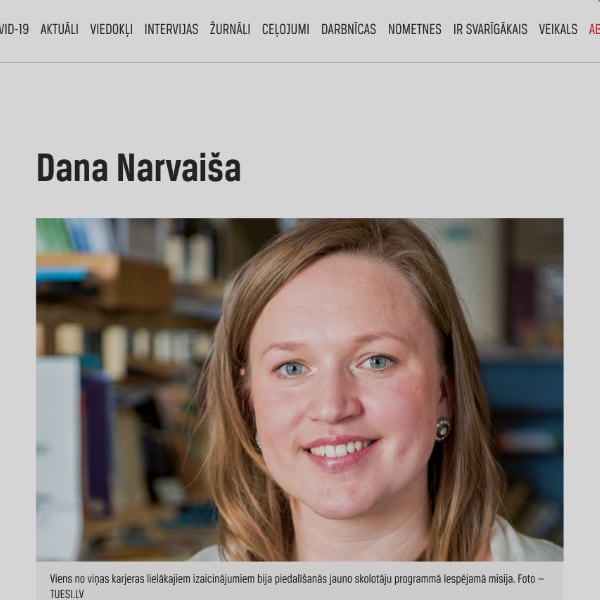 VID-19 AKTUĀLI VIEDOKĻI INTERVIJAS ŽURNĀLI CEĻOJUMI DARBNĪCAS NOMETNES IR SVARĪGĀKAIS VEIKALS AB
Dana Narvaiša
Viens no viņas karjeras lielākajiem izaicinājumiem bija piedalīšanās jauno skolotāju programmā Iespējamā misija. Foto –
TUESI.LV